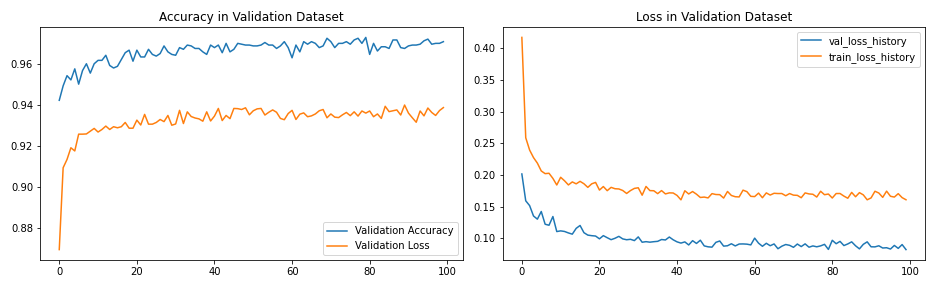 Accuracy in Validation Dataset
0.96
0.94
0.92
0.90
0.88
0 20 40 60 80 100
Validation Accuracy
Validation Loss
Loss in Validation Dataset
0.40
0.35
0.30
0.25
0.20
0.15
0.10
0 20 40 60 80 100
val_loss_history
train_loss_history